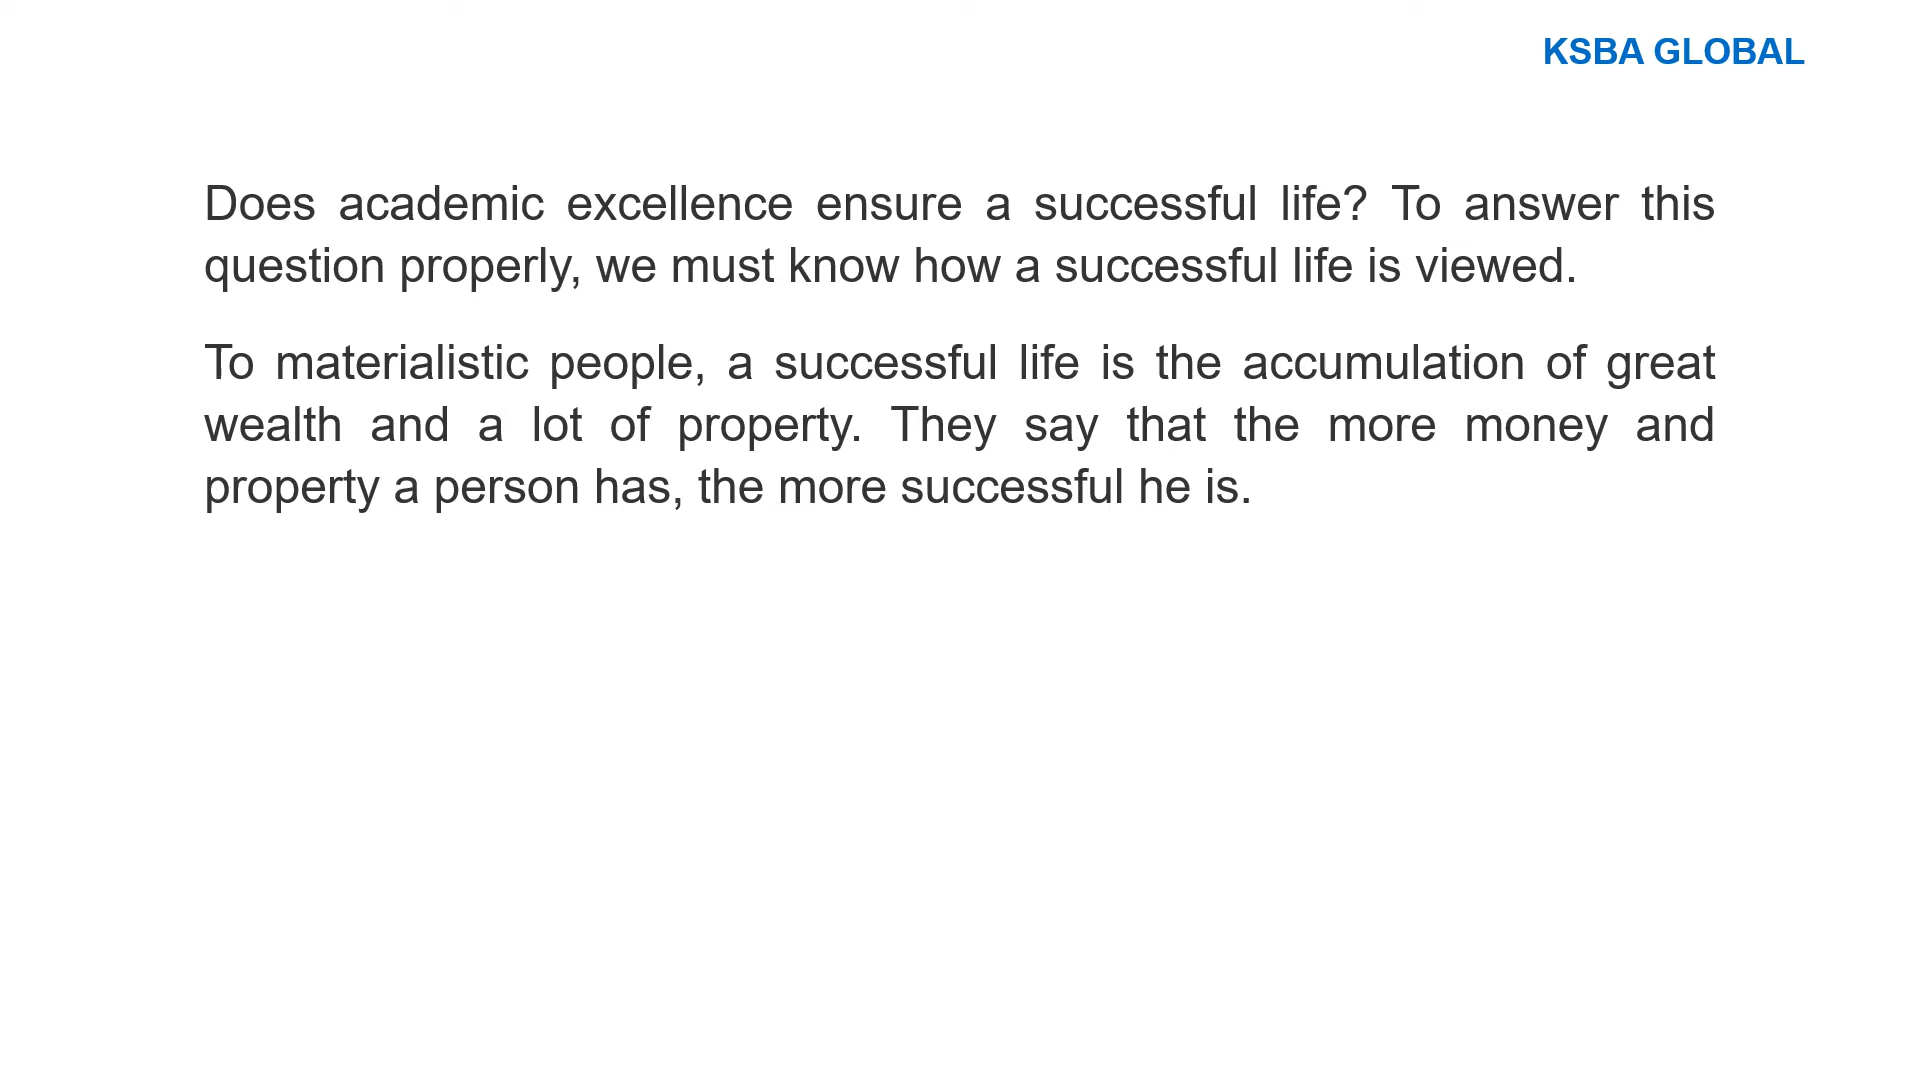 KSBA GLOBAL
Does academic excellence ensure a successful life? To answer this
question properly, we must know how a successful life is viewed.
To materialistic people, a successful life is the accumulation of great
wealth and a lot of property. They say that the more money and
property a person has, the more successful he is.